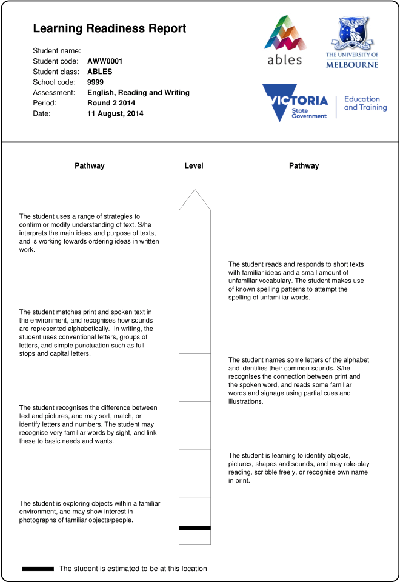 Learning Readiness Report
Student name:
Student code: AWW0001
Student class: ABLES
School code: 9999
Assessment: English, Reading and Writing
Period: Round 2 2014
Date: 11 August, 2014
ables
THE UNIVERSITY OF
MELBOURNE
VICTORIA
State
Government
Education
and Training
Pathway Level Pathway
The student uses a range of strategies to
confirm or modify understanding of text. S/he
interprets the main ideas and purpose of texts,
and is working towards ordering ideas in written
work.
The student reads and responds to short texts
with familiar ideas and a small amount of
unfamiliar vocabulary. The student makes use
of known spelling patterns to attempt the
spelling of unfamiliar words.
The student matches print and spoken text in
the environment, and recognises how sounds
are represented alphabetically. In writing, the
student uses conventional letters, groups of
letters, and simple punctuation such as full
stops and capital letters.
The student names some letters of the alphabet
and identifies their common sounds. S/he
recognises the connection between print and
the spoken word, and reads some familiar
words and signage using partial cues and
illustrations.
The student recognises the difference between
text and pictures, and may sort, match, or
identify letters and numbers. The student may
recognise very familiar words by sight, and link
these to basic needs and wants.
The student is learning to identify objects,
pictures, shapes and sounds, and may role play
reading, scribble freely, or recognise own name
in print.
The student is exploring objects within a familiar
environment, and may show interest in
photographs of familiar objects/people.
The student is estimated to be at this location